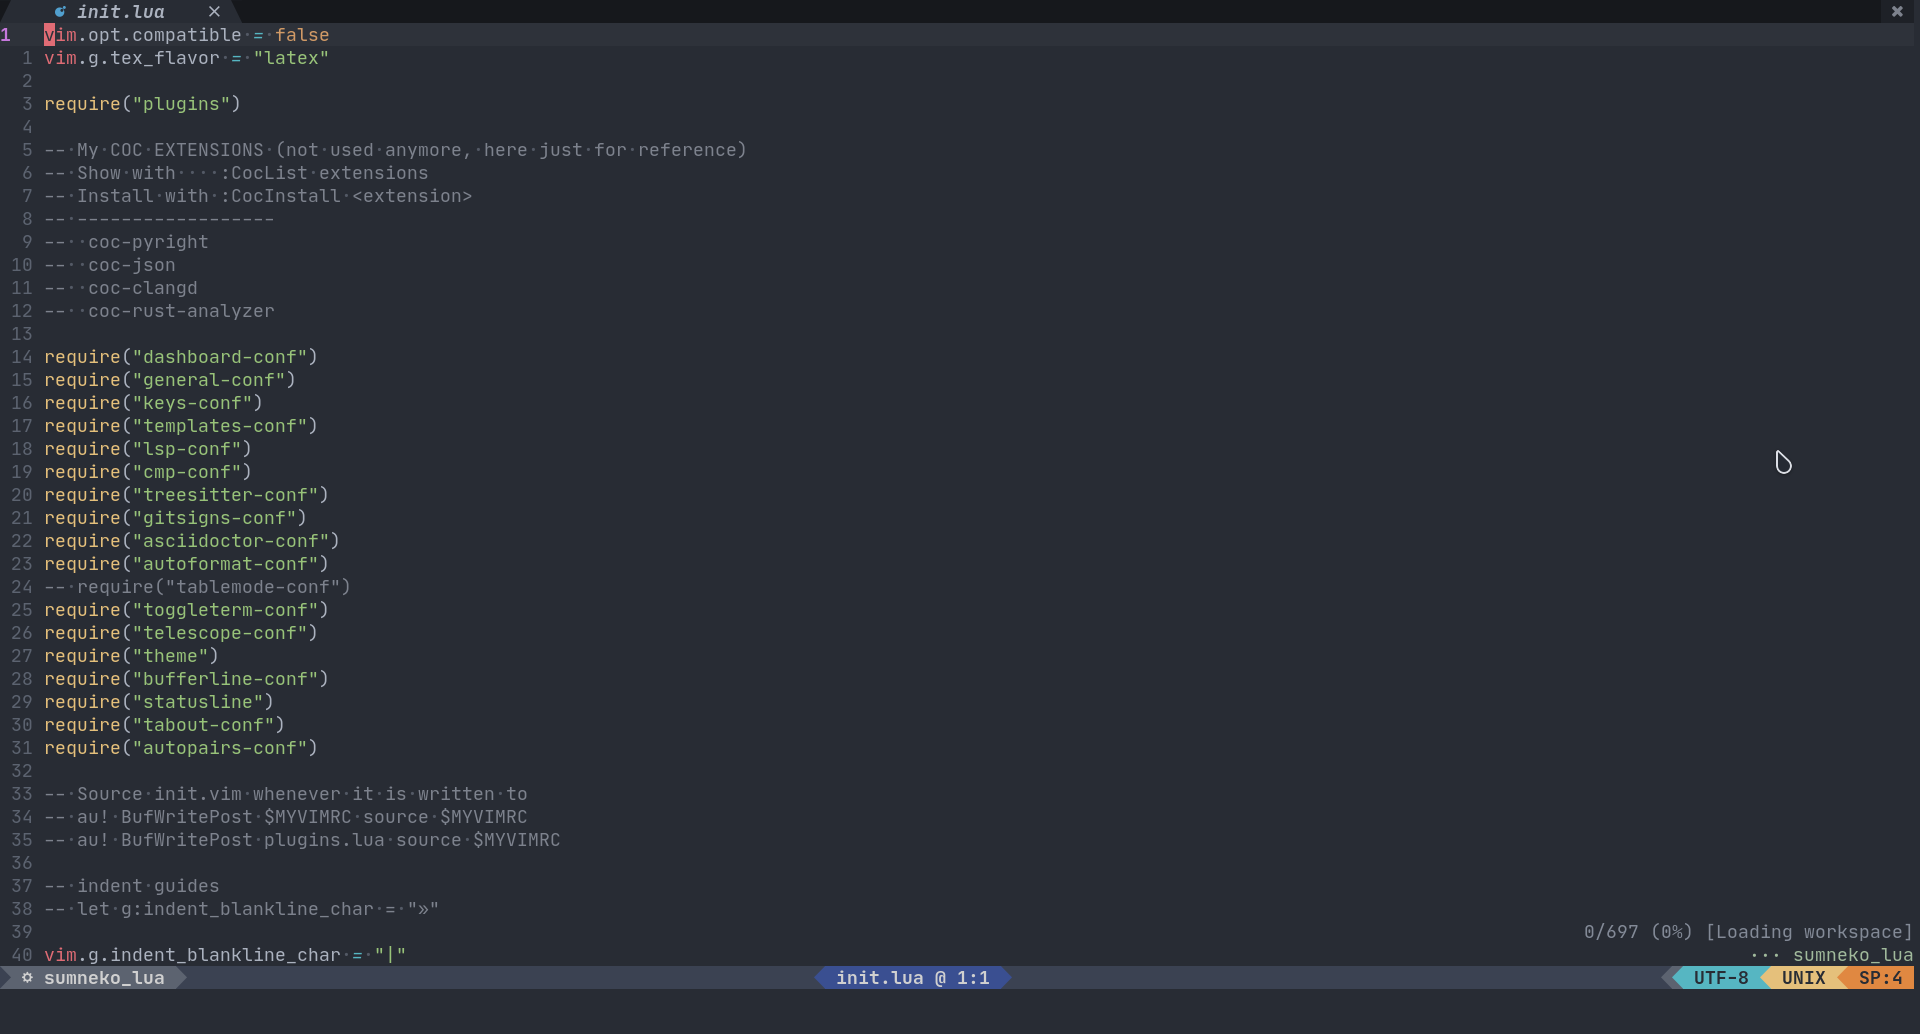 init.lua
1 vim.opt.compatible = false
1 vim.g.tex_flavor = "latex"
2
3 require("plugins")
4
5 -- My COC EXTENSIONS (not used anymore, here just for reference)
6 -- Show with    :CocList extensions
7 -- Install with :CocInstall <extension>
8 -- ------------------
9 --  coc-pyright
10 --  coc-json
11 --  coc-clangd
12 --  coc-rust-analyzer
13
14 require("dashboard-conf")
15 require("general-conf")
16 require("keys-conf")
17 require("templates-conf")
18 require("lsp-conf")
19 require("cmp-conf")
20 require("treesitter-conf")
21 require("gitsigns-conf")
22 require("asciidoctor-conf")
23 require("autoformat-conf")
24 -- require("tablemode-conf")
25 require("toggleterm-conf")
26 require("telescope-conf")
27 require("theme")
28 require("bufferline-conf")
29 require("statusline")
30 require("tabout-conf")
31 require("autopairs-conf")
32
33 -- Source init.vim whenever it is written to
34 -- au! BufWritePost $MYVIMRC source $MYVIMRC
35 -- au! BufWritePost plugins.lua source $MYVIMRC
36
37 -- indent guides
38 -- let g:indent_blankline_char = "»"
39 0/697 (0%) [Loading workspace]
40 vim.g.indent_blankline_char = "|" ... sumneko_lua
sumneko_lua init.lua @ 1:1 UTF-8 UNIX SP:4